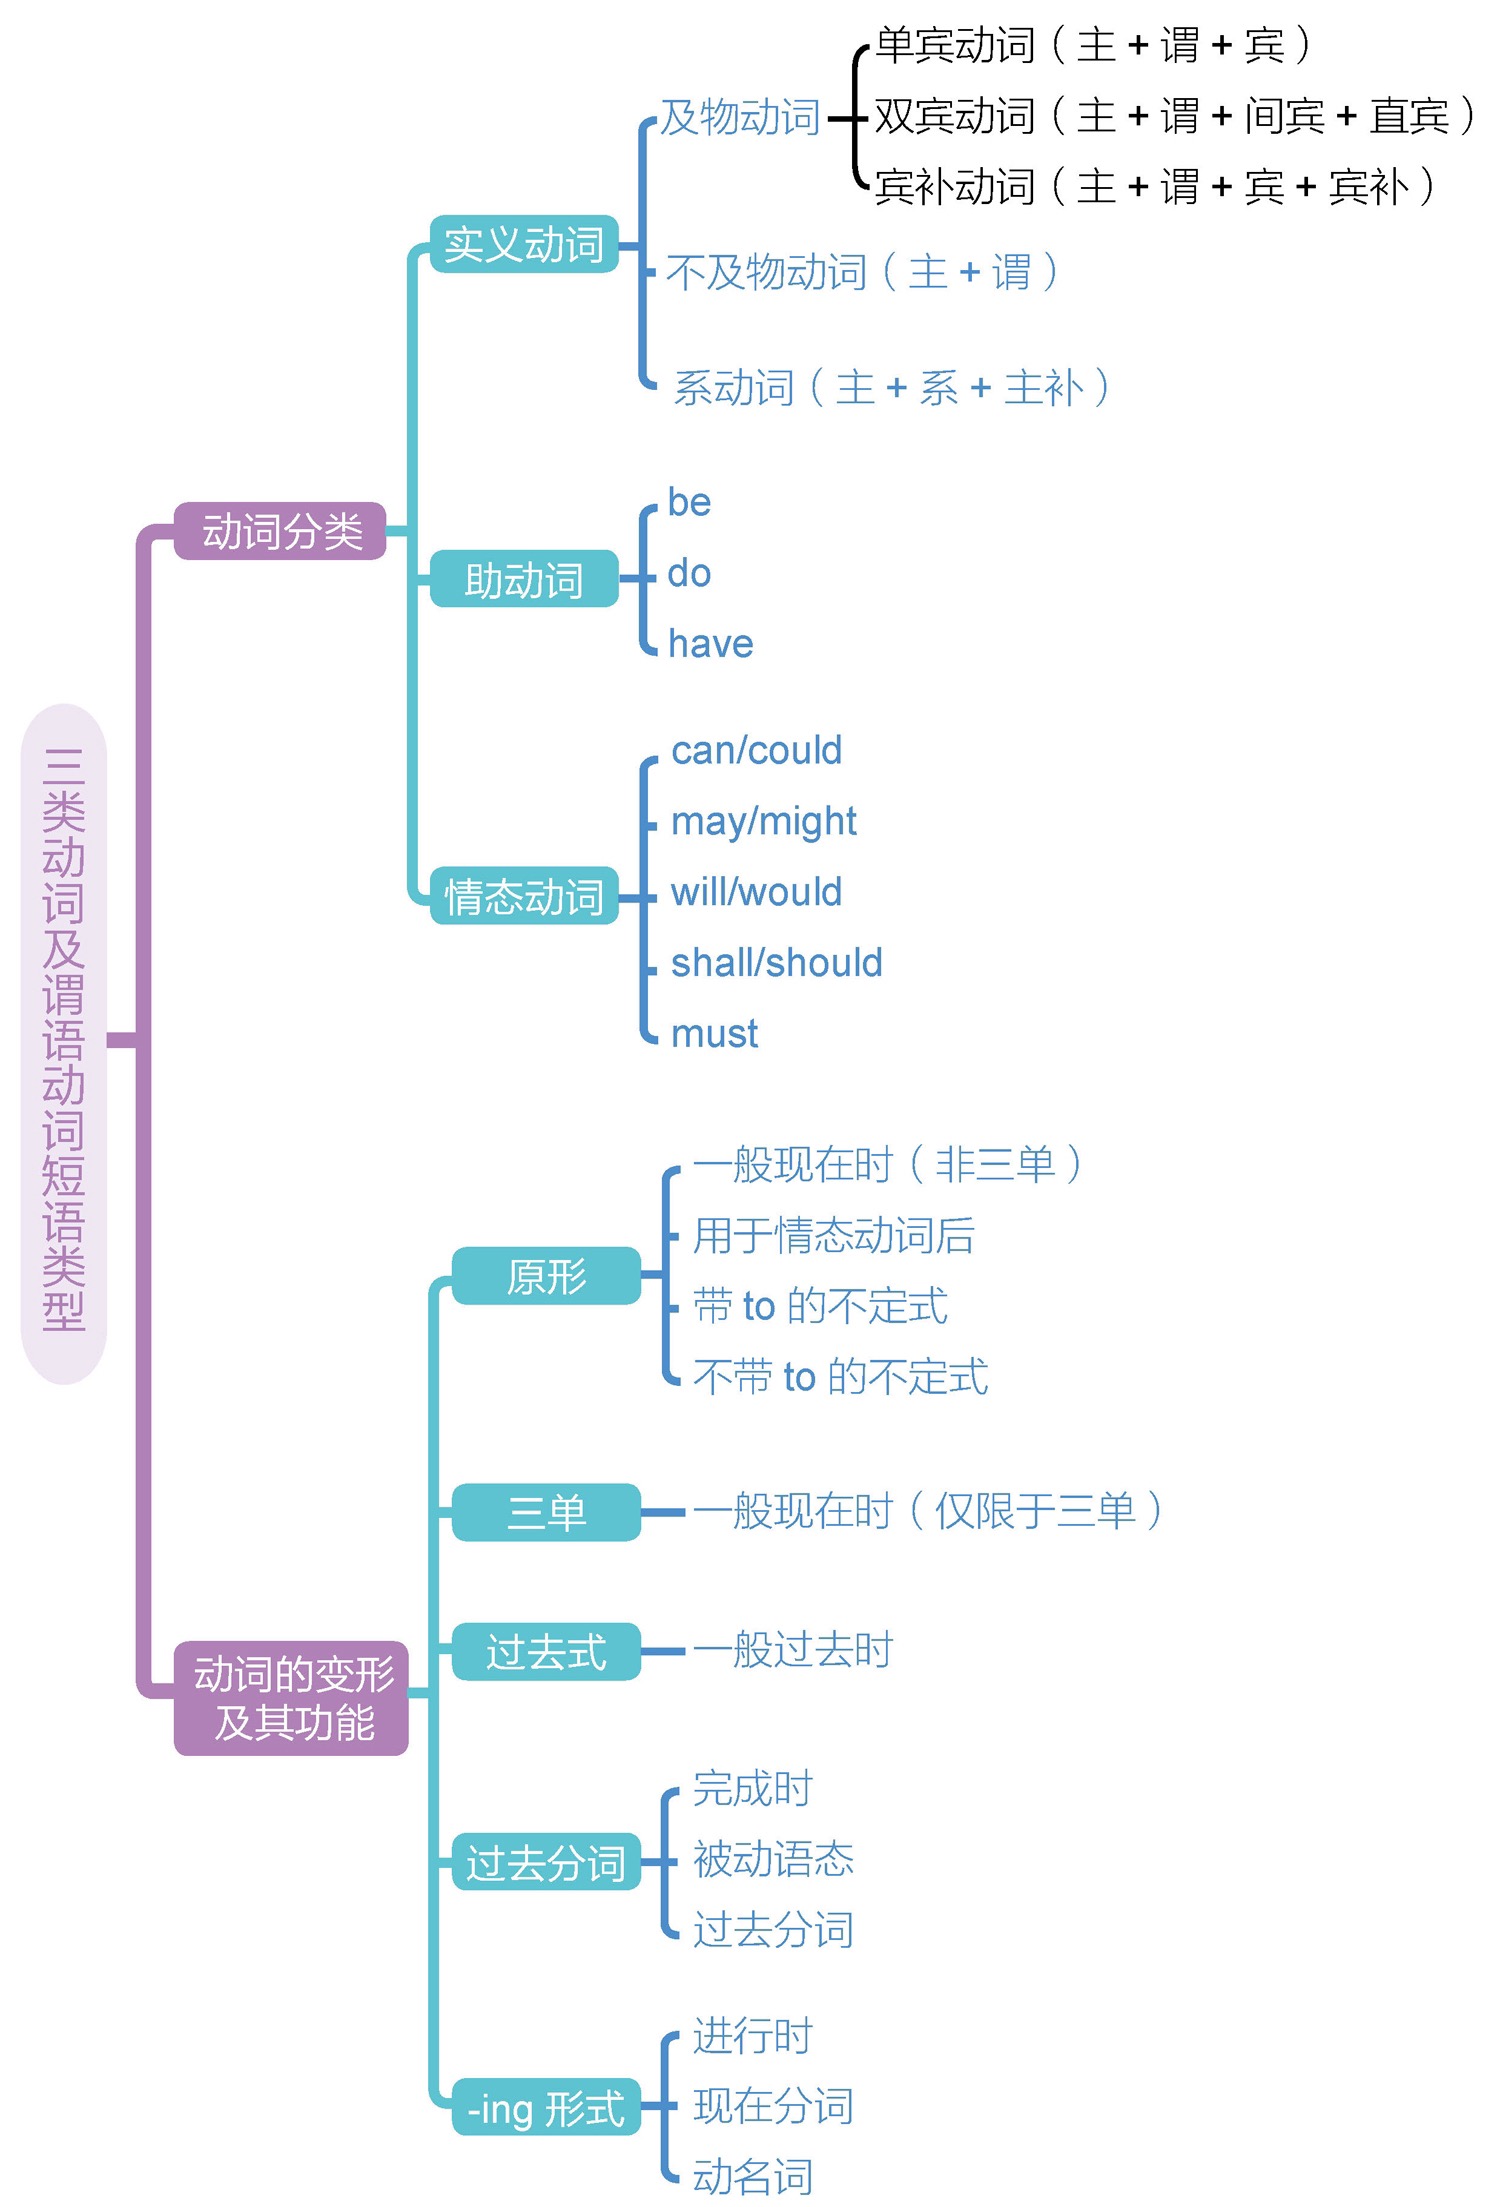 三类动词及谓语动词短语类型
动词分类
实义动词
及物动词
单宾动词（主 + 谓 + 宾）
双宾动词（主 + 谓 + 间宾 + 直宾）
宾补动词（主 + 谓 + 宾 + 宾补）
不及物动词（主 + 谓）
系动词（主 + 系 + 主补）
助动词
be
do
have
情态动词
can/could
may/might
will/would
shall/should
must
动词的变形
及其功能
原形
一般现在时（非三单）
用于情态动词后
带 to 的不定式
不带 to 的不定式
三单
一般现在时（仅限于三单）
过去式
一般过去时
过去分词
完成时
被动语态
过去分词
-ing 形式
进行时
现在分词
动名词